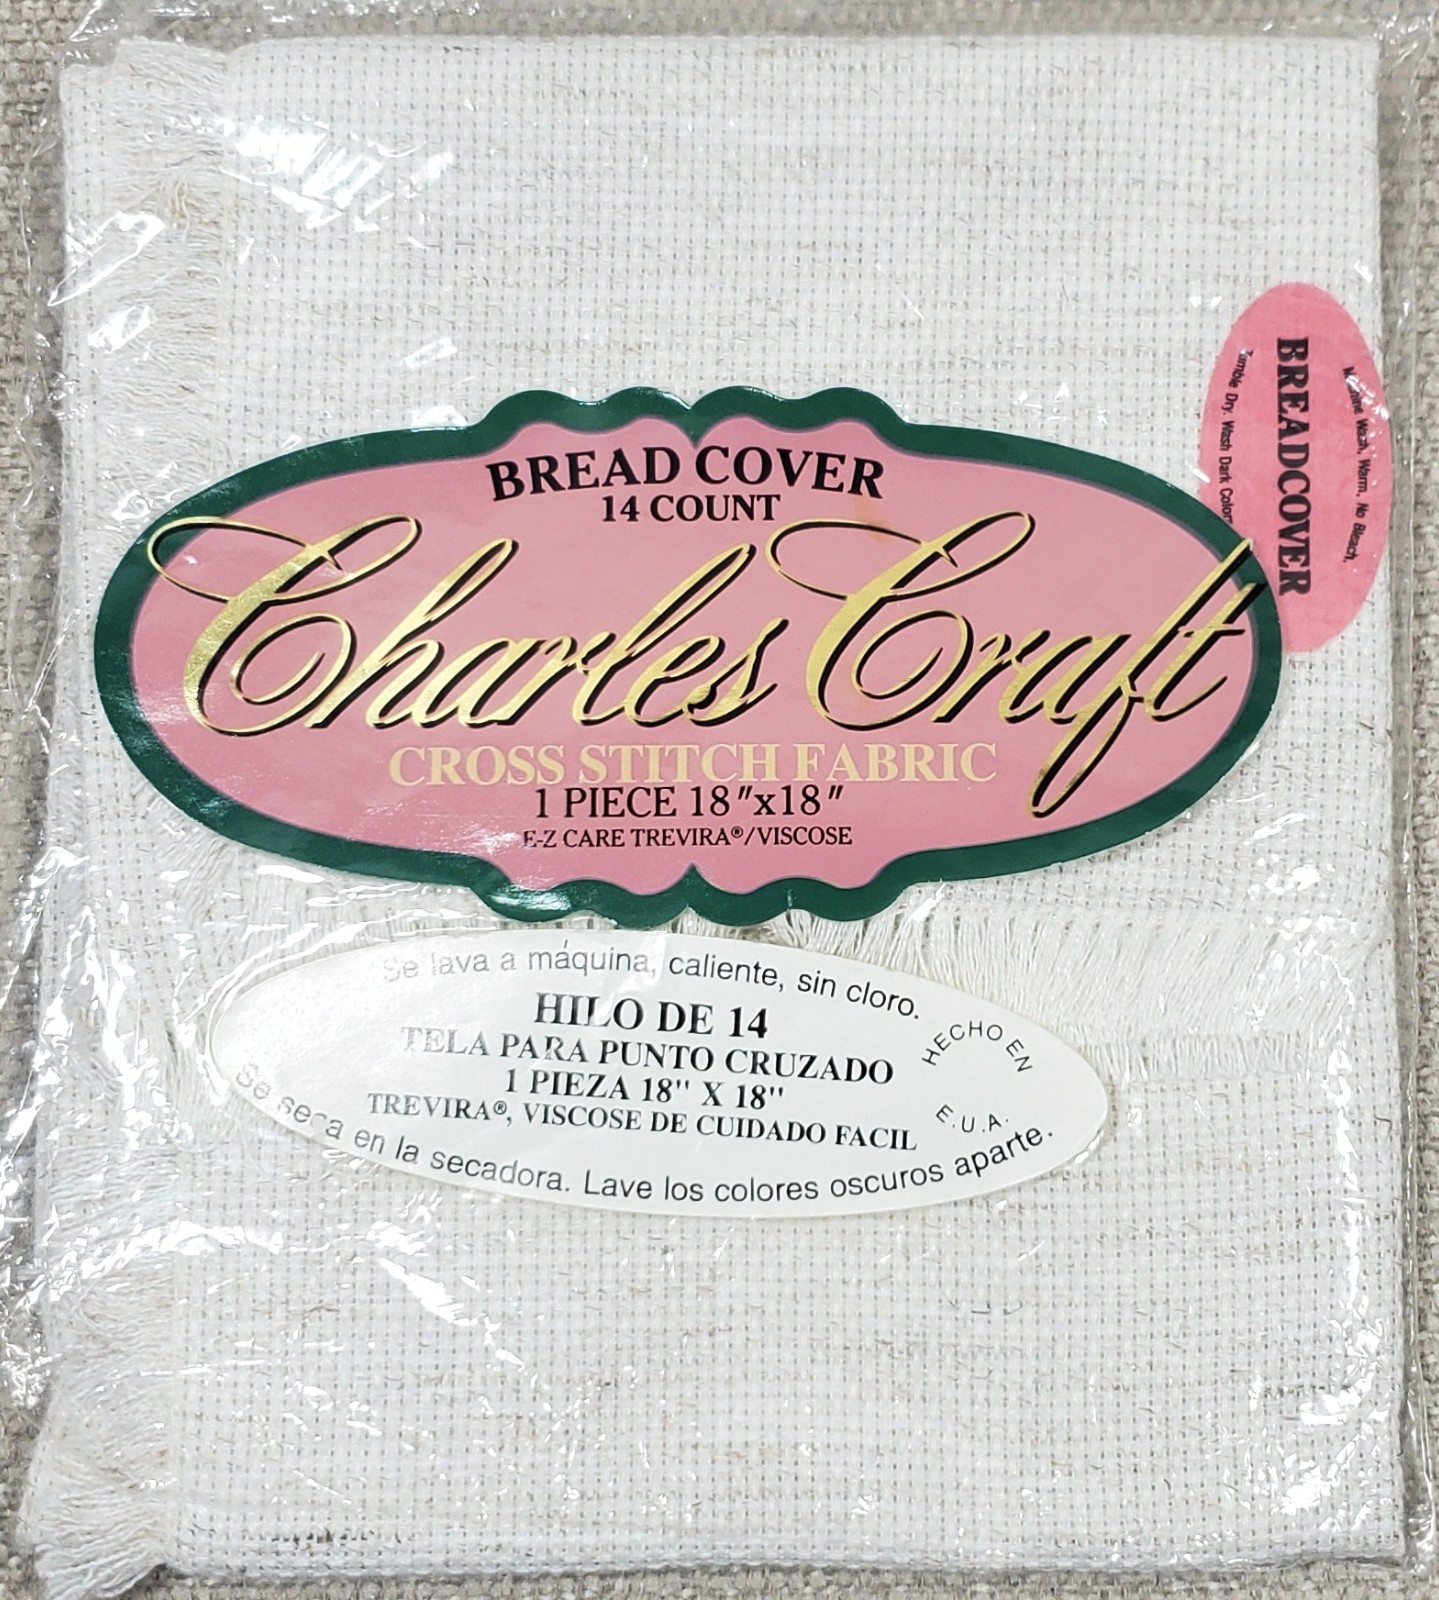 BREAD COVER
14 COUNT
Charles Craft
CROSS STITCH FABRIC
1 PIECE 18"x18"
E-Z CARE TREVIRA®/VISCOSE
Machine Wash, Warm, No Bleach,
BREADCOVER
Tumble Dry. Wash Dark Color
Se lava a máquina, caliente, sin cloro.
HILO DE 14
TELA PARA PUNTO CRUZADO
1 PIEZA 18" X 18"
TREVIRA®, VISCOSE DE CUIDADO FACIL
Se seca en la secadora. Lave los colores oscuros aparte.
HECHO EN
E.U.A.